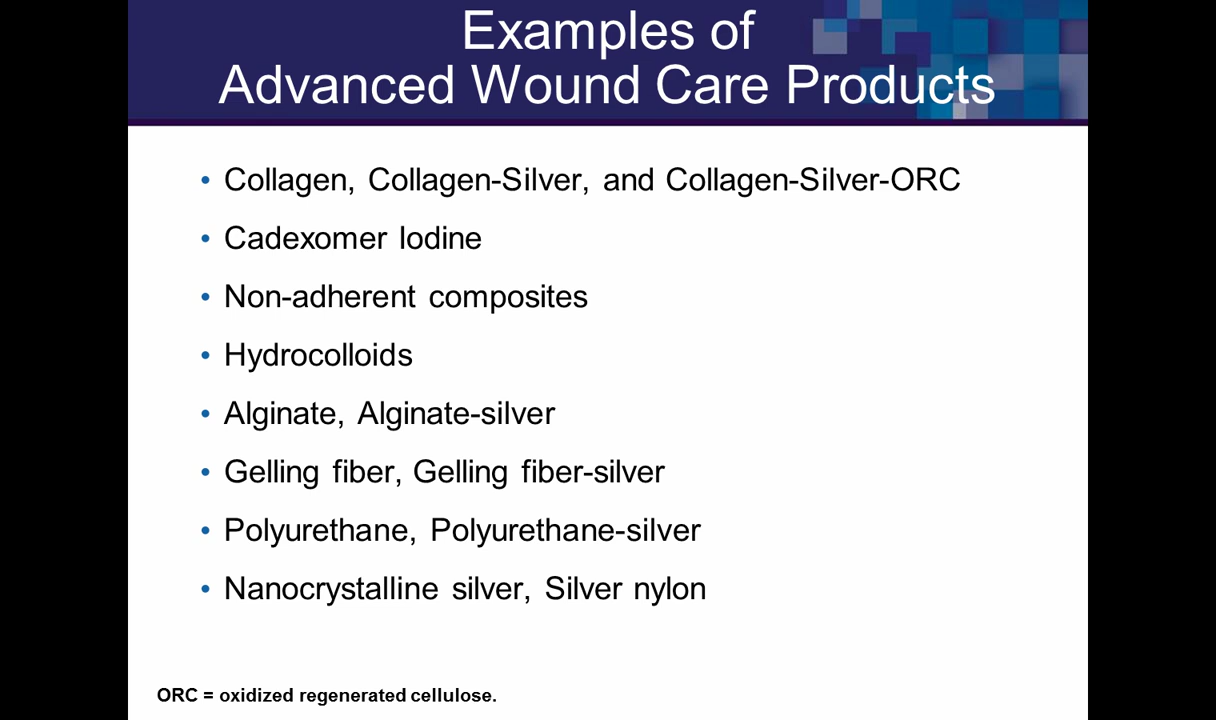 Examples of
Advanced Wound Care Products
• Collagen, Collagen-Silver, and Collagen-Silver-ORC
• Cadexomer Iodine
• Non-adherent composites
• Hydrocolloids
• Alginate, Alginate-silver
• Gelling fiber, Gelling fiber-silver
• Polyurethane, Polyurethane-silver
• Nanocrystalline silver, Silver nylon
ORC = oxidized regenerated cellulose.